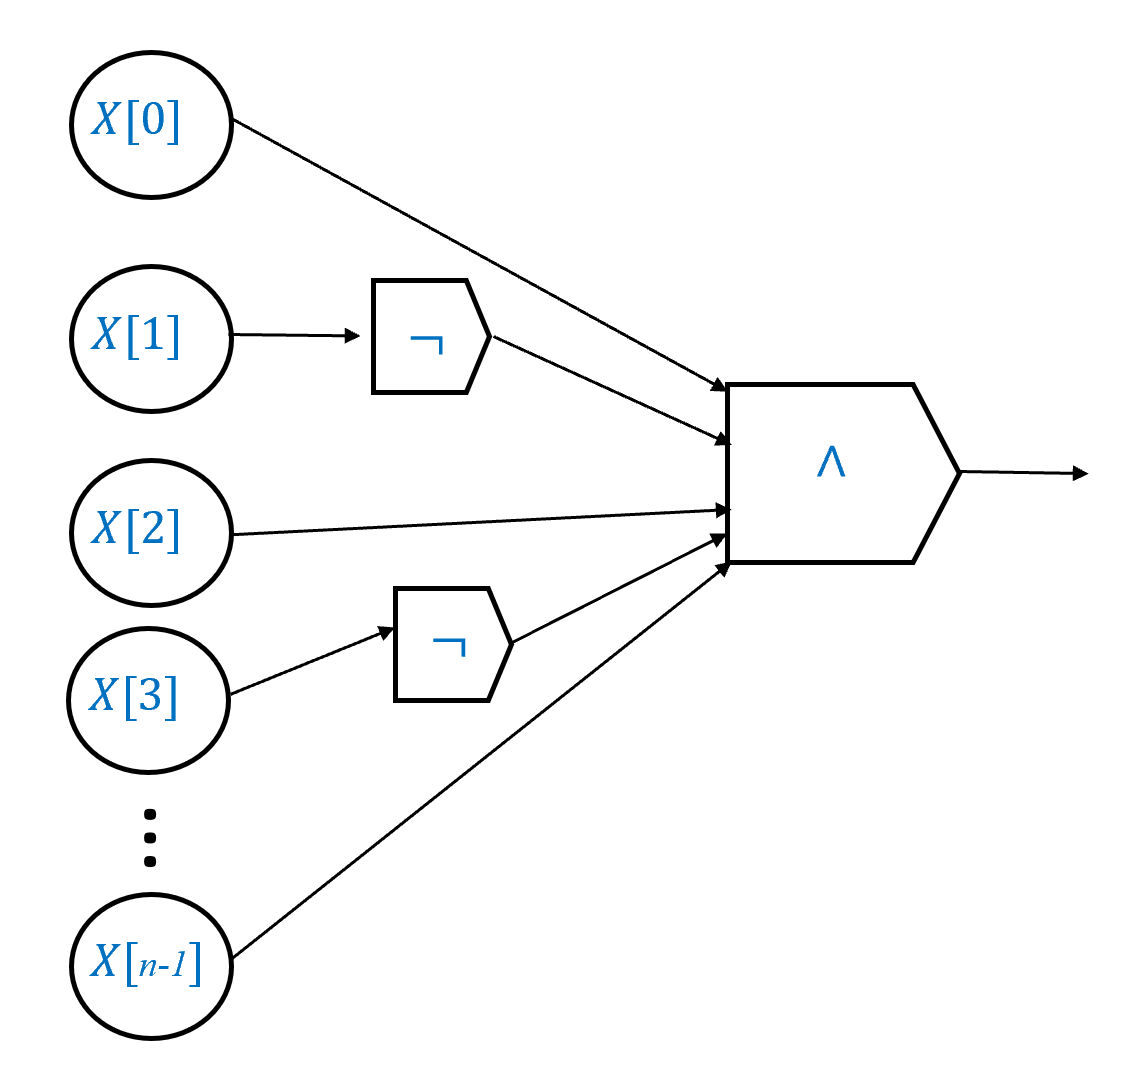 X[0]
X[1]
¬
∧
X[2]
X[3]
¬
X[n-1]